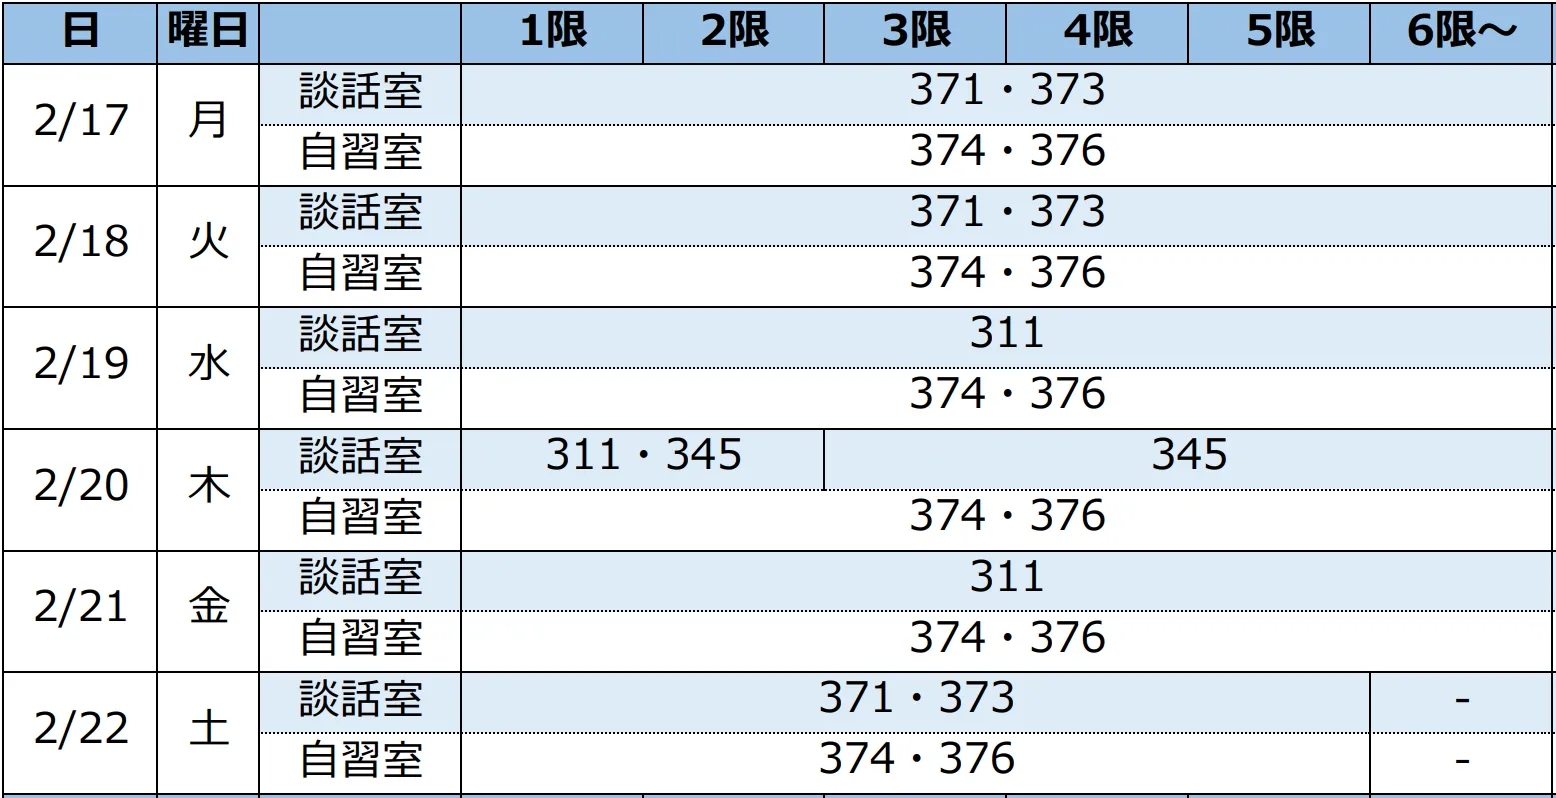 日 曜日 1限 2限 3限 4限 5限 6限～
2/17 月 談話室 371・373
自習室 374・376
2/18 火 談話室 371・373
自習室 374・376
2/19 水 談話室 311
自習室 374・376
2/20 木 談話室 311・345 345
自習室 374・376
2/21 金 談話室 311
自習室 374・376
2/22 土 談話室 371・373 -
自習室 374・376 -